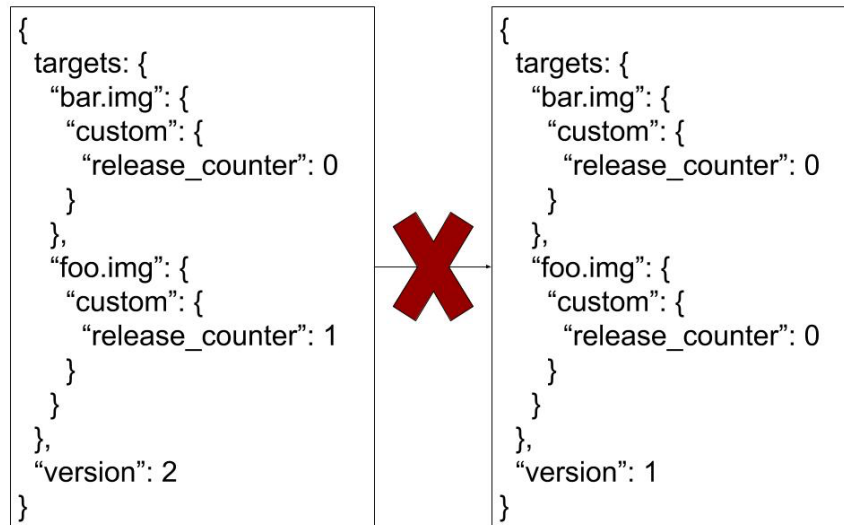 {
targets: {
“bar.img”: {
“custom”: {
“release_counter”: 0
}
},
“foo.img”: {
“custom”: {
“release_counter”: 1
}
}
},
“version”: 2
}
{
targets: {
“bar.img”: {
“custom”: {
“release_counter”: 0
}
},
“foo.img”: {
“custom”: {
“release_counter”: 0
}
}
},
“version”: 1
}